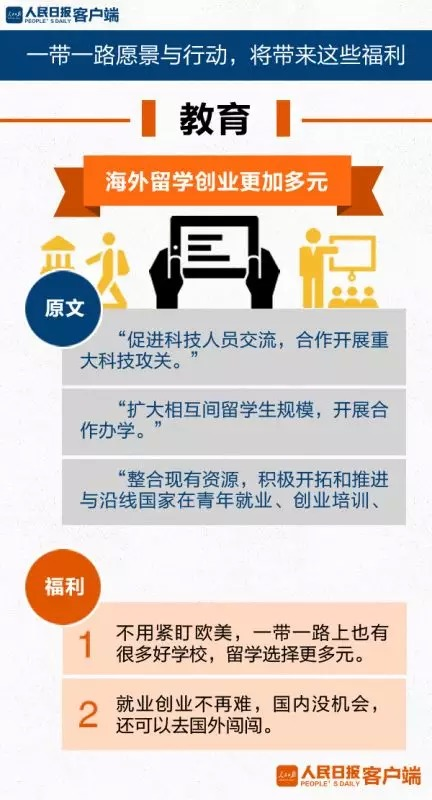 人民日报 客户端
PEOPLE'S DAILY
一带一路愿景与行动，将带来这些福利
教育
海外留学创业更加多元
原文
“促进科技人员交流，合作开展重
大科技攻关。”
“扩大相互间留学生规模，开展合
作办学。”
“整合现有资源，积极开拓和推进
与沿线国家在青年就业、创业培训、
福利
1
不用紧盯欧美，一带一路上也有
很多好学校，留学选择更多元。
2
就业创业不再难，国内没机会，
还可以去国外闯闯。
人民日报 客户端
PEOPLE'S DAILY